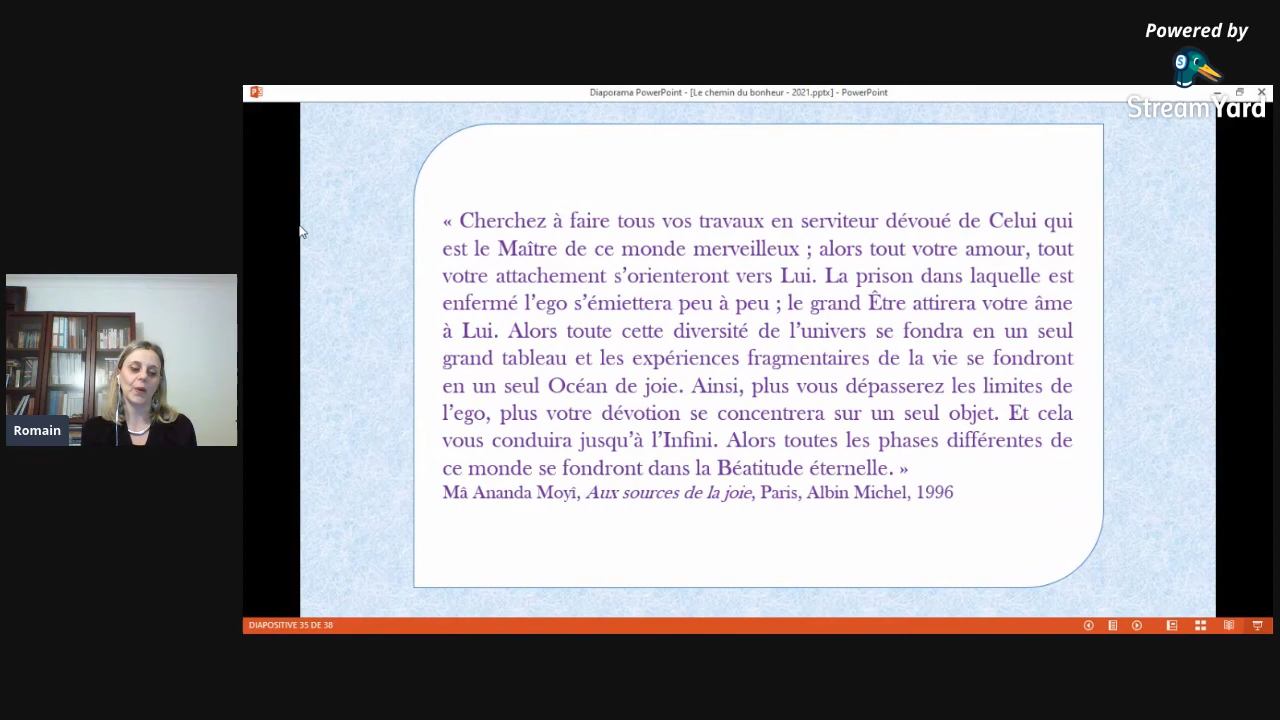 Powered by
StreamYard
Diaporama PowerPoint - [Le chemin du bonheur - 2021.pptx] - PowerPoint
« Cherchez à faire tous vos travaux en serviteur dévoué de Celui qui
est le Maître de ce monde merveilleux ; alors tout votre amour, tout
votre attachement s’orienteront vers Lui. La prison dans laquelle est
enfermé l’ego s’émiettera peu à peu ; le grand Être attirera votre âme
à Lui. Alors toute cette diversité de l’univers se fondra en un seul
grand tableau et les expériences fragmentaires de la vie se fondront
en un seul Océan de joie. Ainsi, plus vous dépasserez les limites de
l’ego, plus votre dévotion se concentrera sur un seul objet. Et cela
vous conduira jusqu’à l’Infini. Alors toutes les phases différentes de
ce monde se fondront dans la Béatitude éternelle. »
Mâ Ananda Moyî, Aux sources de la joie, Paris, Albin Michel, 1996
Romain
DIAPOSITIVE 35 DE 38